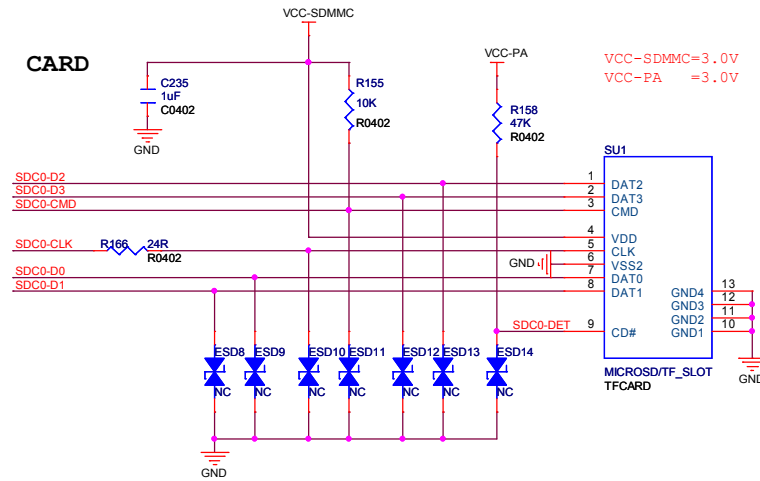 VCC-SDMMC
CARD
VCC-PA
VCC-SDMMC=3.0V
VCC-PA =3.0V
C235
1uF
C0402
GND
R155
10K
R0402
R158
47K
R0402
SU1
SDC0-D2
1
DAT2
SDC0-D3
2
DAT3
SDC0-CMD
3
CMD
4
VDD
SDC0-CLK
R166
24R
R0402
5
CLK
GND
6
VSS2
SDC0-D0
7
DAT0
SDC0-D1
8
DAT1
13
GND4
12
GND3
11
GND2
10
GND1
SDC0-DET
9
CD#
GND
MICROSD/TF_SLOT
TFCARD
ESD8
NC
ESD9
NC
ESD10
NC
ESD11
NC
ESD12
NC
ESD13
NC
ESD14
NC
GND